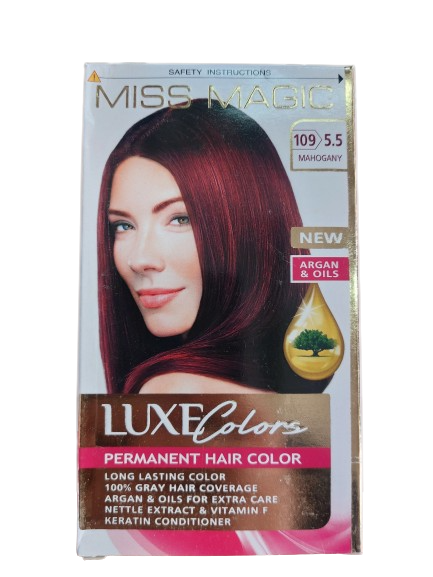 SAFETY INSTRUCTIONS
MISS MAGIC
109 5.5
MAHOGANY
NEW
ARGAN
& OILS
LUXE Colors
PERMANENT HAIR COLOR
LONG LASTING COLOR
100% GRAY HAIR COVERAGE
ARGAN & OILS FOR EXTRA CARE
NETTLE EXTRACT & VITAMIN F
KERATIN CONDITIONER